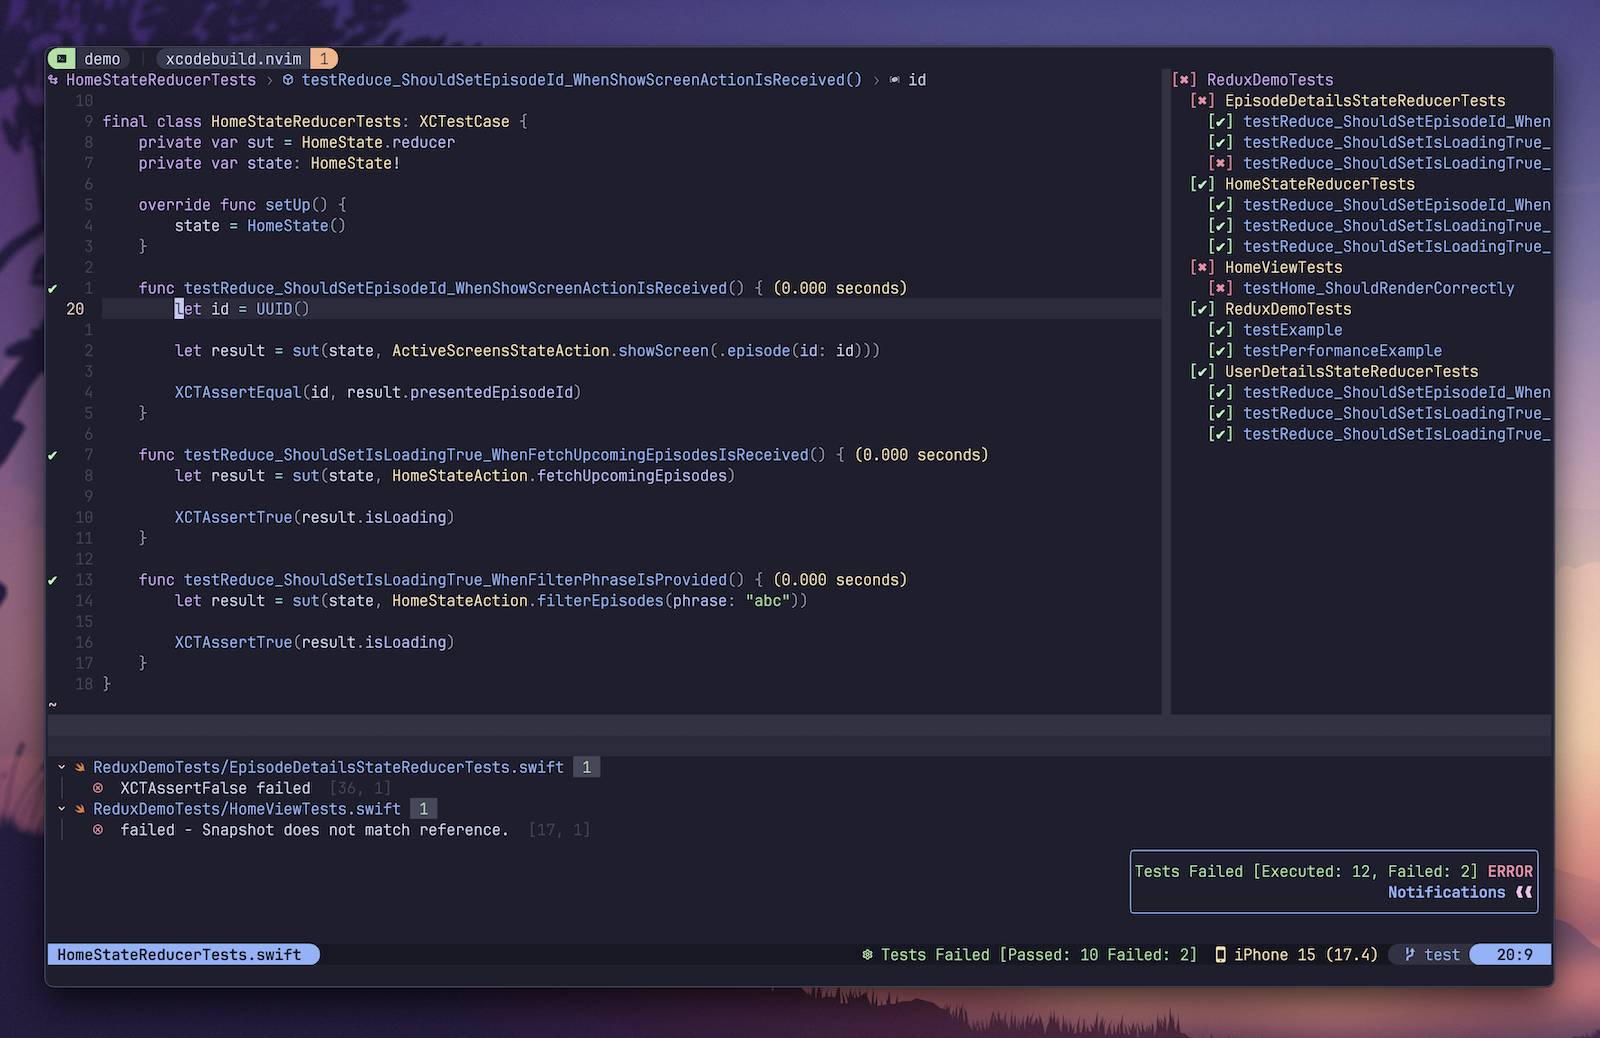 demo xcodebuild.nvim 1
HomeStateReducerTests › testReduce_ShouldSetEpisodeId_WhenShowScreenActionIsReceived() › id
10
9 final class HomeStateReducerTests: XCTestCase {
8 private var sut = HomeState.reducer
7 private var state: HomeState!
6
5 override func setUp() {
4 state = HomeState()
3 }
2
✔ 1 func testReduce_ShouldSetEpisodeId_WhenShowScreenActionIsReceived() { (0.000 seconds)
20 let id = UUID()
1
2 let result = sut(state, ActiveScreensStateAction.showScreen(.episode(id: id)))
3
4 XCTAssertEqual(id, result.presentedEpisodeId)
5 }
6
✔ 7 func testReduce_ShouldSetIsLoadingTrue_WhenFetchUpcomingEpisodesIsReceived() { (0.000 seconds)
8 let result = sut(state, HomeStateAction.fetchUpcomingEpisodes)
9
10 XCTAssertTrue(result.isLoading)
11 }
12
✔ 13 func testReduce_ShouldSetIsLoadingTrue_WhenFilterPhraseIsProvided() { (0.000 seconds)
14 let result = sut(state, HomeStateAction.filterEpisodes(phrase: "abc"))
15
16 XCTAssertTrue(result.isLoading)
17 }
18 }
~
[✖] ReduxDemoTests
[✖] EpisodeDetailsStateReducerTests
[✔] testReduce_ShouldSetEpisodeId_When
[✔] testReduce_ShouldSetIsLoadingTrue_
[✖] testReduce_ShouldSetIsLoadingTrue_
[✔] HomeStateReducerTests
[✔] testReduce_ShouldSetEpisodeId_When
[✔] testReduce_ShouldSetIsLoadingTrue_
[✔] testReduce_ShouldSetIsLoadingTrue_
[✖] HomeViewTests
[✖] testHome_ShouldRenderCorrectly
[✔] ReduxDemoTests
[✔] testExample
[✔] testPerformanceExample
[✔] UserDetailsStateReducerTests
[✔] testReduce_ShouldSetEpisodeId_When
[✔] testReduce_ShouldSetIsLoadingTrue_
[✔] testReduce_ShouldSetIsLoadingTrue_
ReduxDemoTests/EpisodeDetailsStateReducerTests.swift 1
XCTAssertFalse failed [36, 1]
ReduxDemoTests/HomeViewTests.swift 1
failed - Snapshot does not match reference. [17, 1]
Tests Failed [Executed: 12, Failed: 2] ERROR
Notifications
HomeStateReducerTests.swift Tests Failed [Passed: 10 Failed: 2] iPhone 15 (17.4) test 20:9